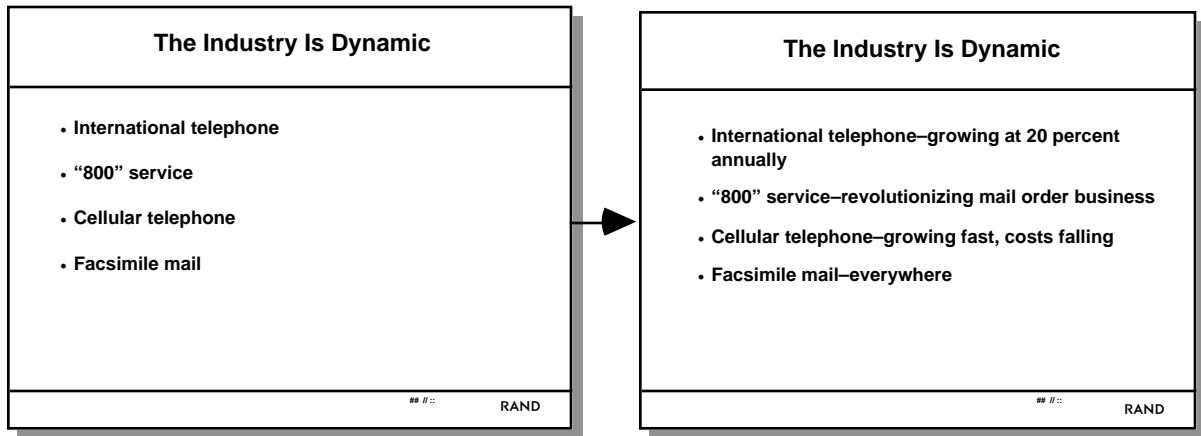 The Industry Is Dynamic
• International telephone
• “800” service
• Cellular telephone
• Facsimile mail
## // ::
RAND
The Industry Is Dynamic
• International telephone–growing at 20 percent
annually
• “800” service–revolutionizing mail order business
• Cellular telephone–growing fast, costs falling
• Facsimile mail–everywhere
## // ::
RAND